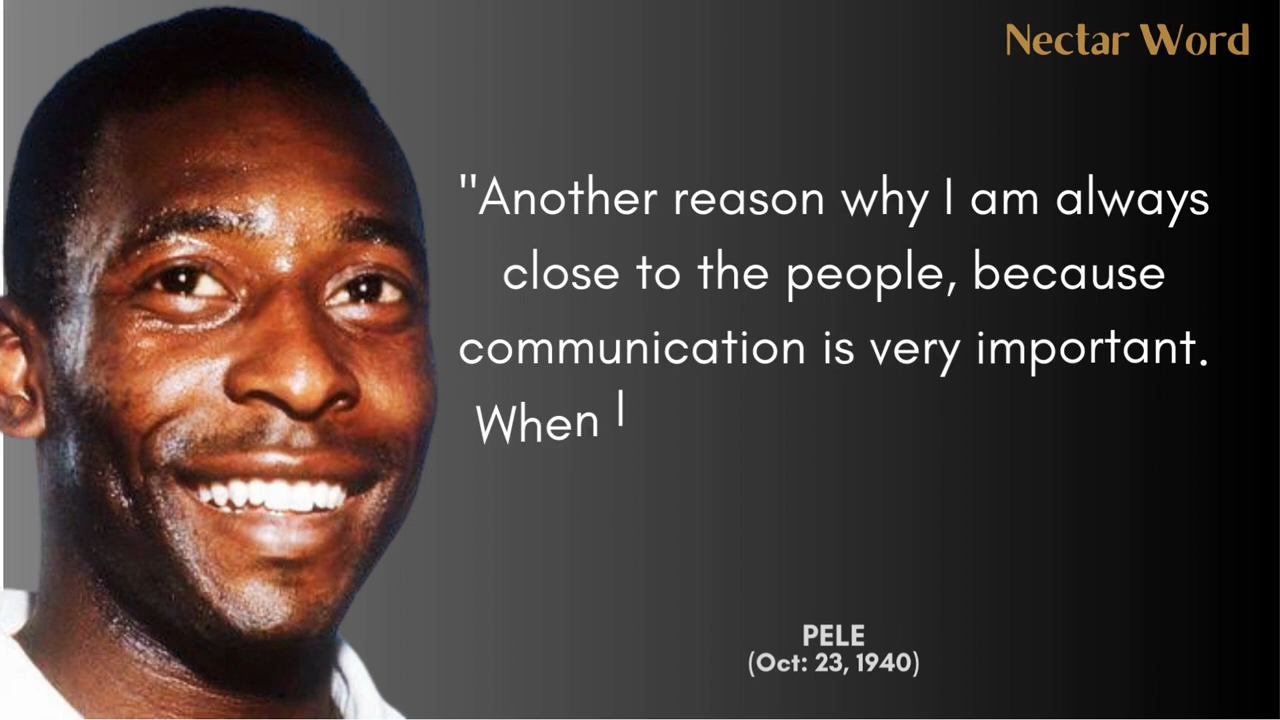 Nectar Word
"Another reason why I am always
close to the people, because
communication is very important.
When I
PELE
(Oct: 23, 1940)